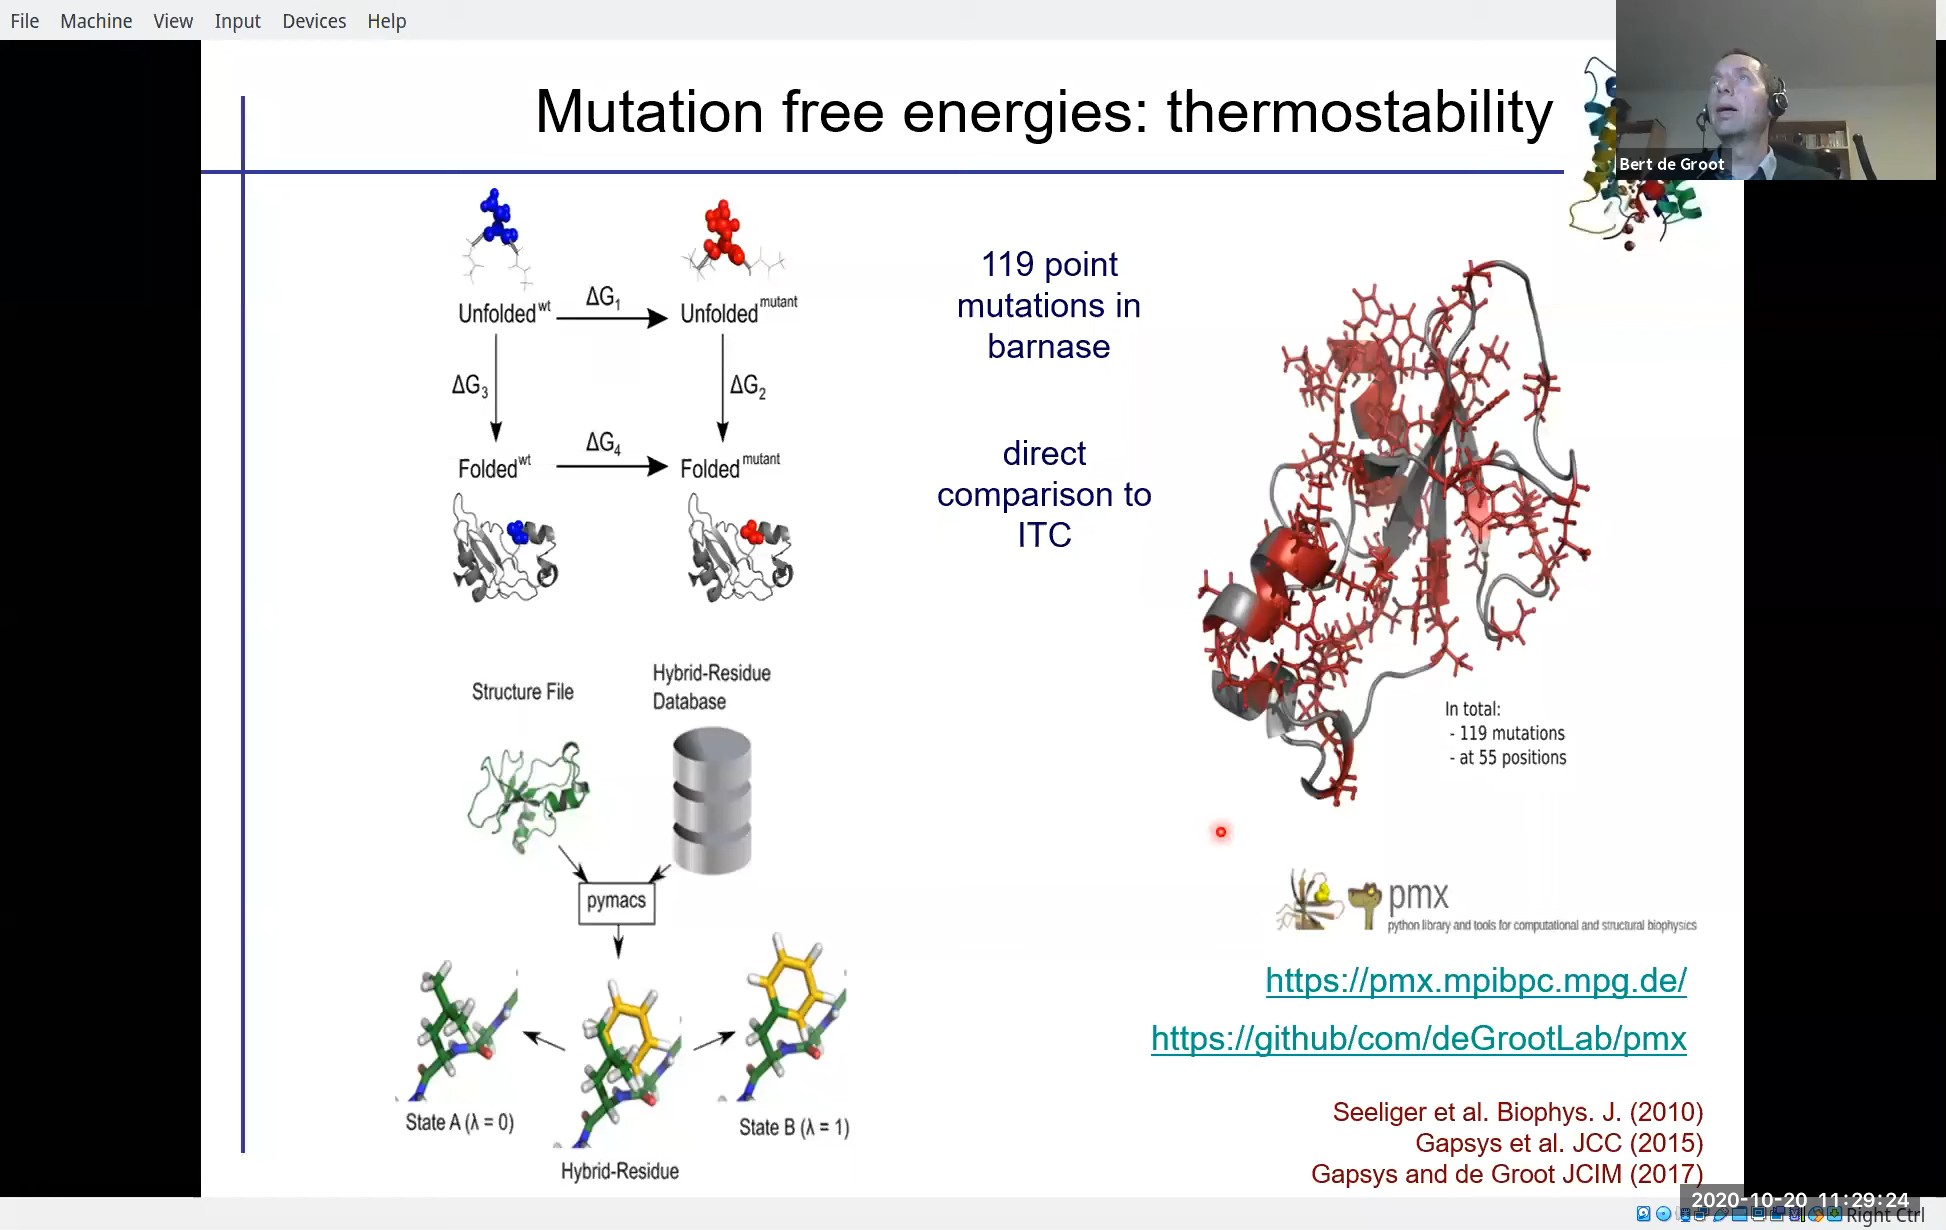 File Machine View Input Devices Help
Mutation free energies: thermostability
Bert de Groot
Unfolded wt
ΔG1
Unfolded mutant
ΔG3
ΔG2
Folded wt
ΔG4
Folded mutant
119 point
mutations in
barnase
direct
comparison to
ITC
In total:
- 119 mutations
- at 55 positions
Structure File
Hybrid-Residue
Database
pymacs
State A (λ = 0)
Hybrid-Residue
State B (λ = 1)
pmx
python library and tools for computational and structural biophysics
https://pmx.mpibpc.mpg.de/
https://github/com/deGrootLab/pmx
Seeliger et al. Biophys. J. (2010)
Gapsys et al. JCC (2015)
Gapsys and de Groot JCIM (2017)
2020-10-20 11:29:24
Right Ctrl